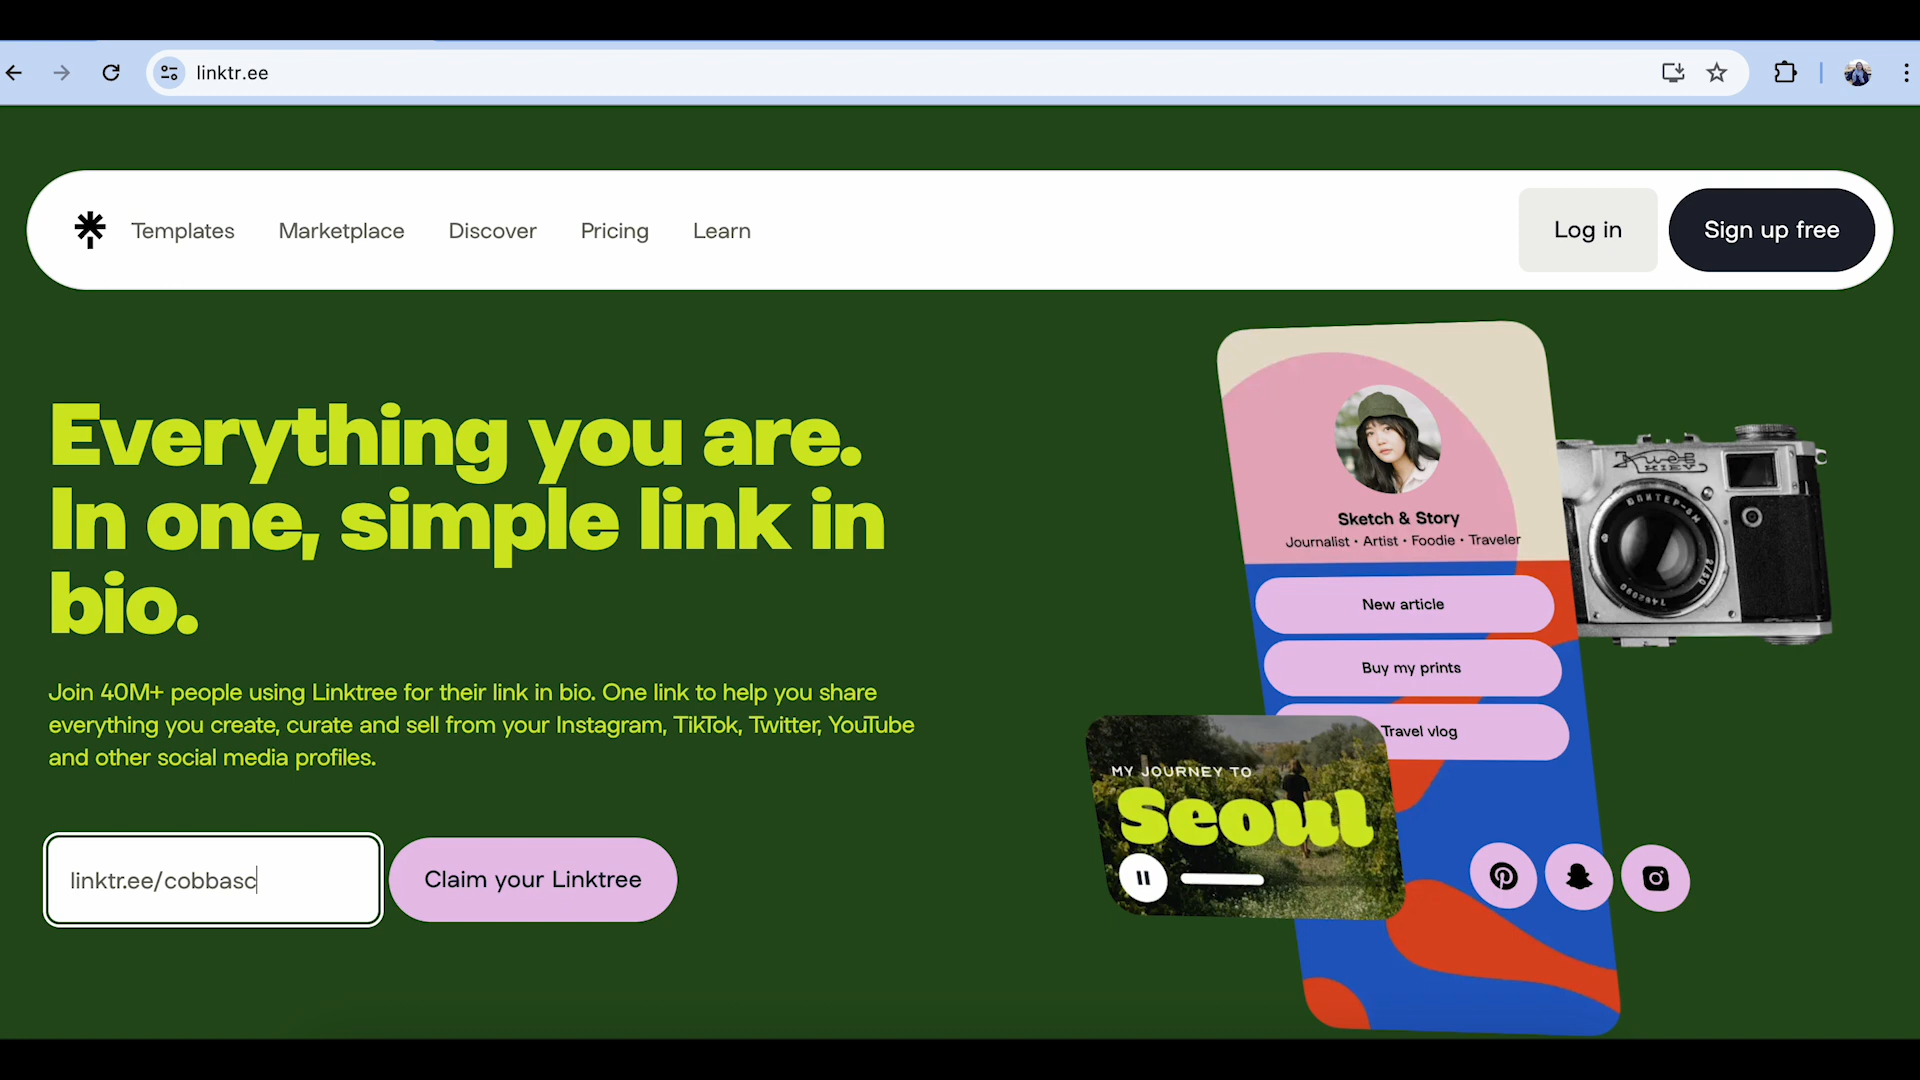 linktr.ee
Templates
Marketplace
Discover
Pricing
Learn
Log in
Sign up free
Everything you are.
In one, simple link in
bio.
Join 40M+ people using Linktree for their link in bio. One link to help you share
everything you create, curate and sell from your Instagram, TikTok, Twitter, YouTube
and other social media profiles.
linktr.ee/cobbasc
Claim your Linktree
Sketch & Story
Journalist • Artist • Foodie • Traveler
New article
Buy my prints
Travel vlog
MY JOURNEY TO
Seoul
KIEV